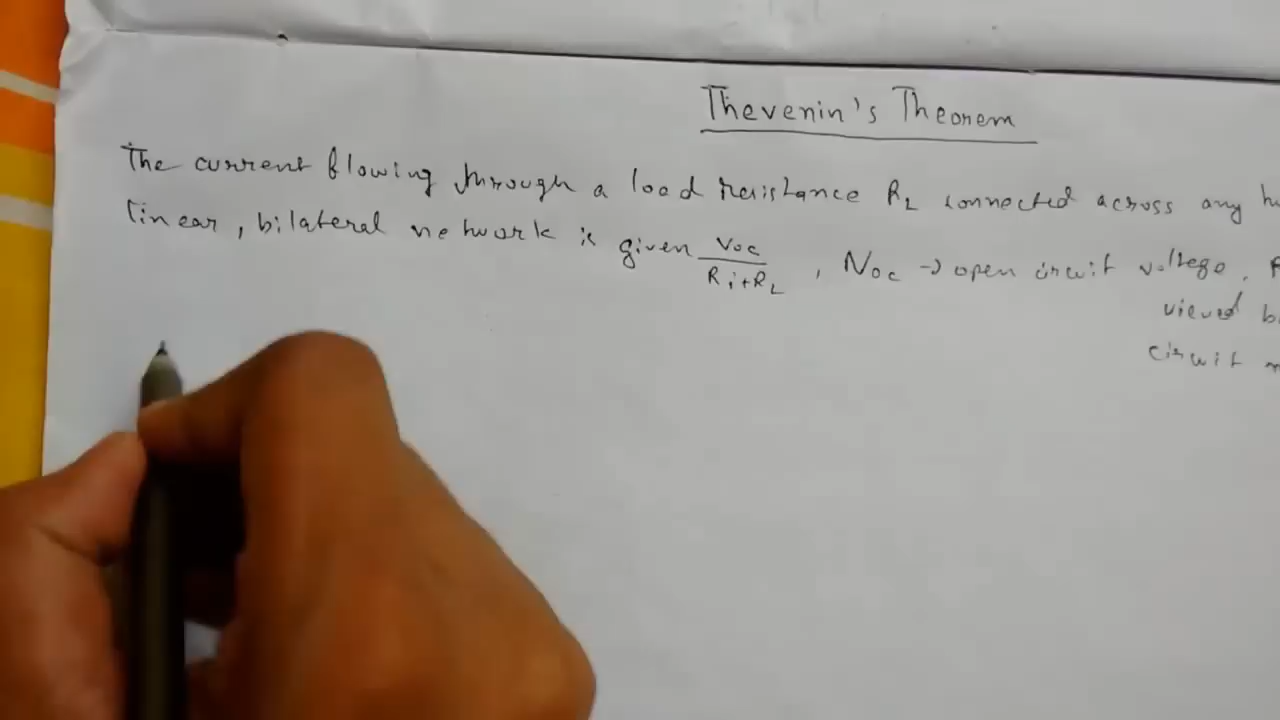 Thevenin's Theorem
The current flowing through a load resistance RL connected across any
linear, bilateral network is given Voc / Ri+RL , Voc → open circuit voltage,
viewed
circuit